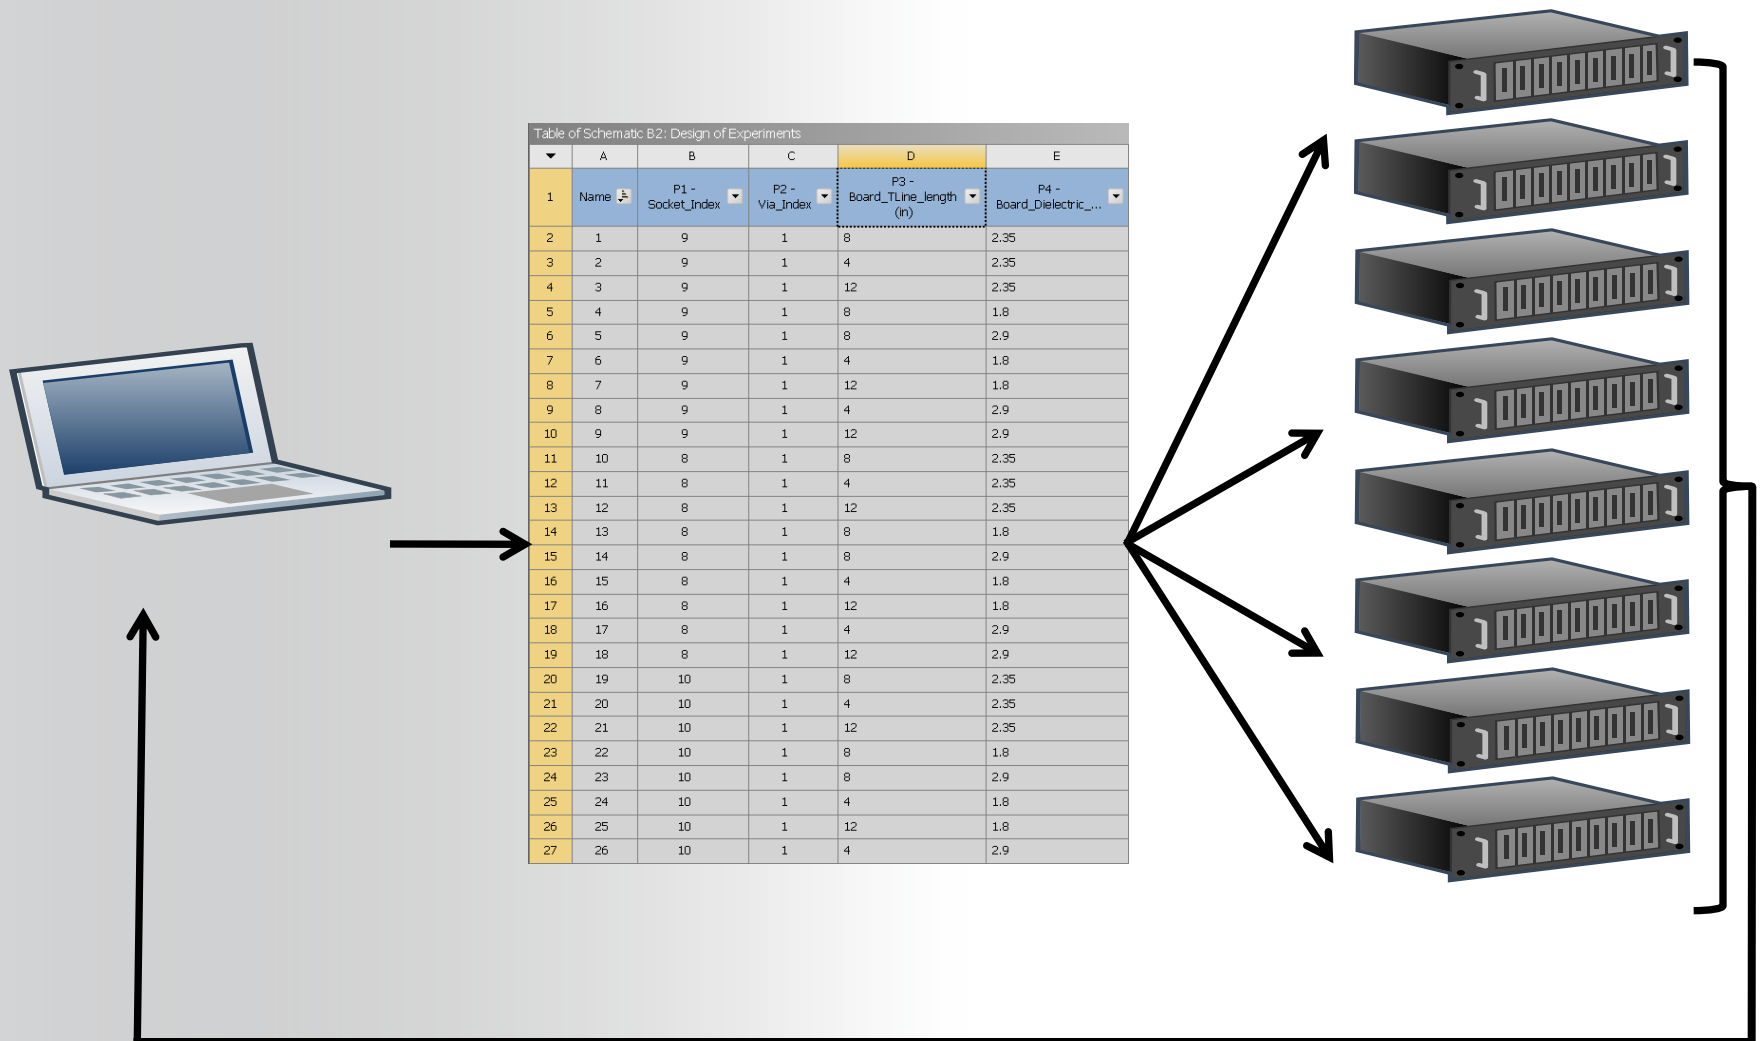 Table of Schematic B2: Design of Experiments
A B C D E
1 Name P1 - Socket_Index P2 - Via_Index P3 - Board_TLine_length (in) P4 - Board_Dielectric_...
2 1 9 1 8 2.35
3 2 9 1 4 2.35
4 3 9 1 12 2.35
5 4 9 1 8 1.8
6 5 9 1 8 2.9
7 6 9 1 4 1.8
8 7 9 1 12 1.8
9 8 9 1 4 2.9
10 9 9 1 12 2.9
11 10 8 1 8 2.35
12 11 8 1 4 2.35
13 12 8 1 12 2.35
14 13 8 1 8 1.8
15 14 8 1 8 2.9
16 15 8 1 4 1.8
17 16 8 1 12 1.8
18 17 8 1 4 2.9
19 18 8 1 12 2.9
20 19 10 1 8 2.35
21 20 10 1 4 2.35
22 21 10 1 12 2.35
23 22 10 1 8 1.8
24 23 10 1 8 2.9
25 24 10 1 4 1.8
26 25 10 1 12 1.8
27 26 10 1 4 2.9